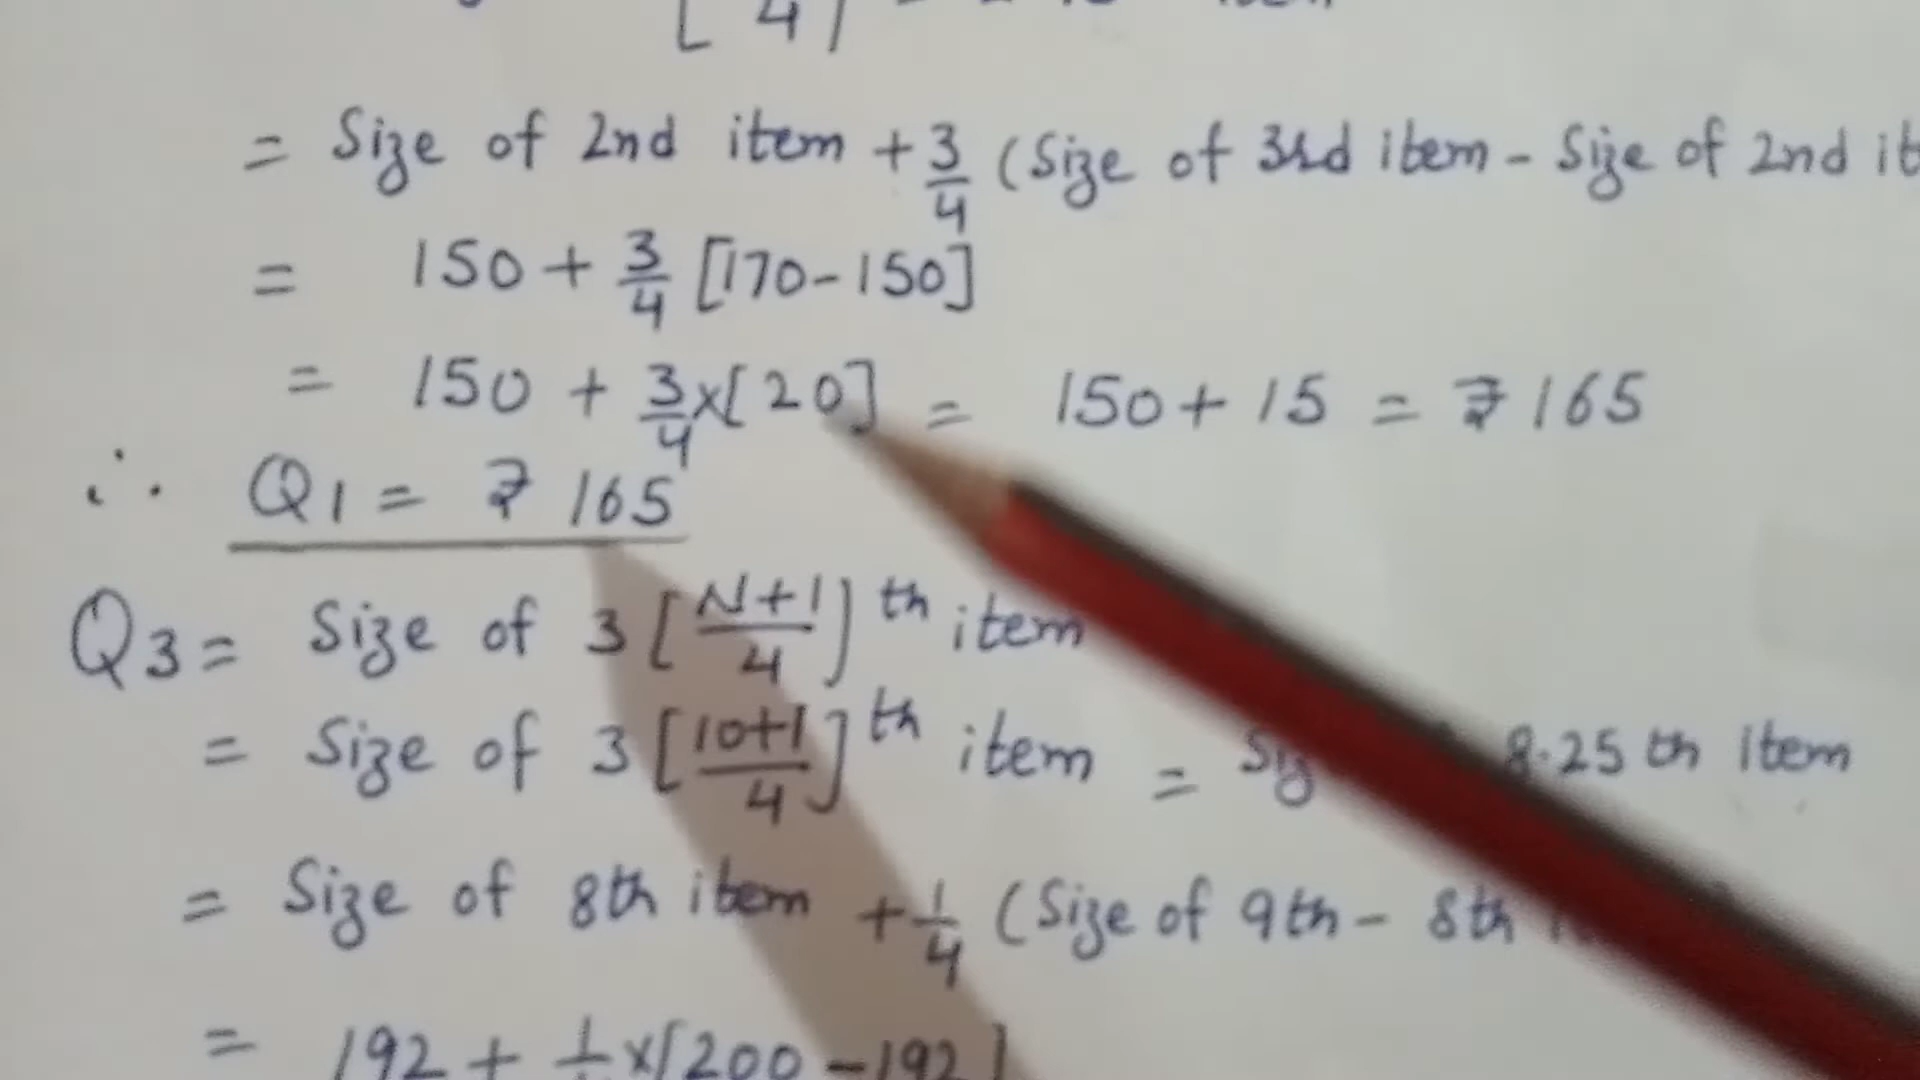 [ 4 ]
= Size of 2nd item + 3/4 (Size of 3rd item - Size of 2nd it
= 150 + 3/4 [170-150]
= 150 + 3/4 x [20] = 150 + 15 = ₹ 165
∴ Q1 = ₹ 165
Q3 = Size of 3 [N+1/4]th item
= Size of 3 [10+1/4]th item = 8.25 th item
= Size of 8th item + 1/4 (Size of 9th - 8th
= 192 + 1/ x [200 - 192]